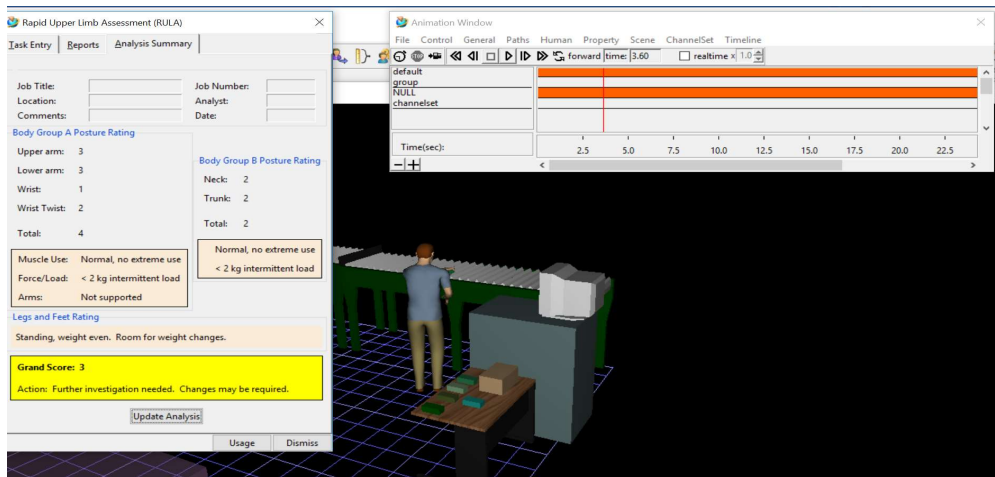 Rapid Upper Limb Assessment (RULA)
Task Entry Reports Analysis Summary
Job Title: Job Number:
Location: Analyst:
Comments: Date:
Body Group A Posture Rating
Upper arm: 3
Lower arm: 3
Wrist: 1
Wrist Twist: 2
Total: 4
Muscle Use: Normal, no extreme use
Force/Load: < 2 kg intermittent load
Arms: Not supported
Body Group B Posture Rating
Neck: 2
Trunk: 2
Total: 2
Normal, no extreme use
< 2 kg intermittent load
Legs and Feet Rating
Standing, weight even. Room for weight changes.
Grand Score: 3
Action: Further investigation needed. Changes may be required.
Update Analysis
Usage Dismiss
Animation Window
File Control General Paths Human Property Scene ChannelSet Timeline
forward time: 3.60 realtime x 1.0
default
group
NULL
channelset
Time(sec): 2.5 5.0 7.5 10.0 12.5 15.0 17.5 20.0 22.5